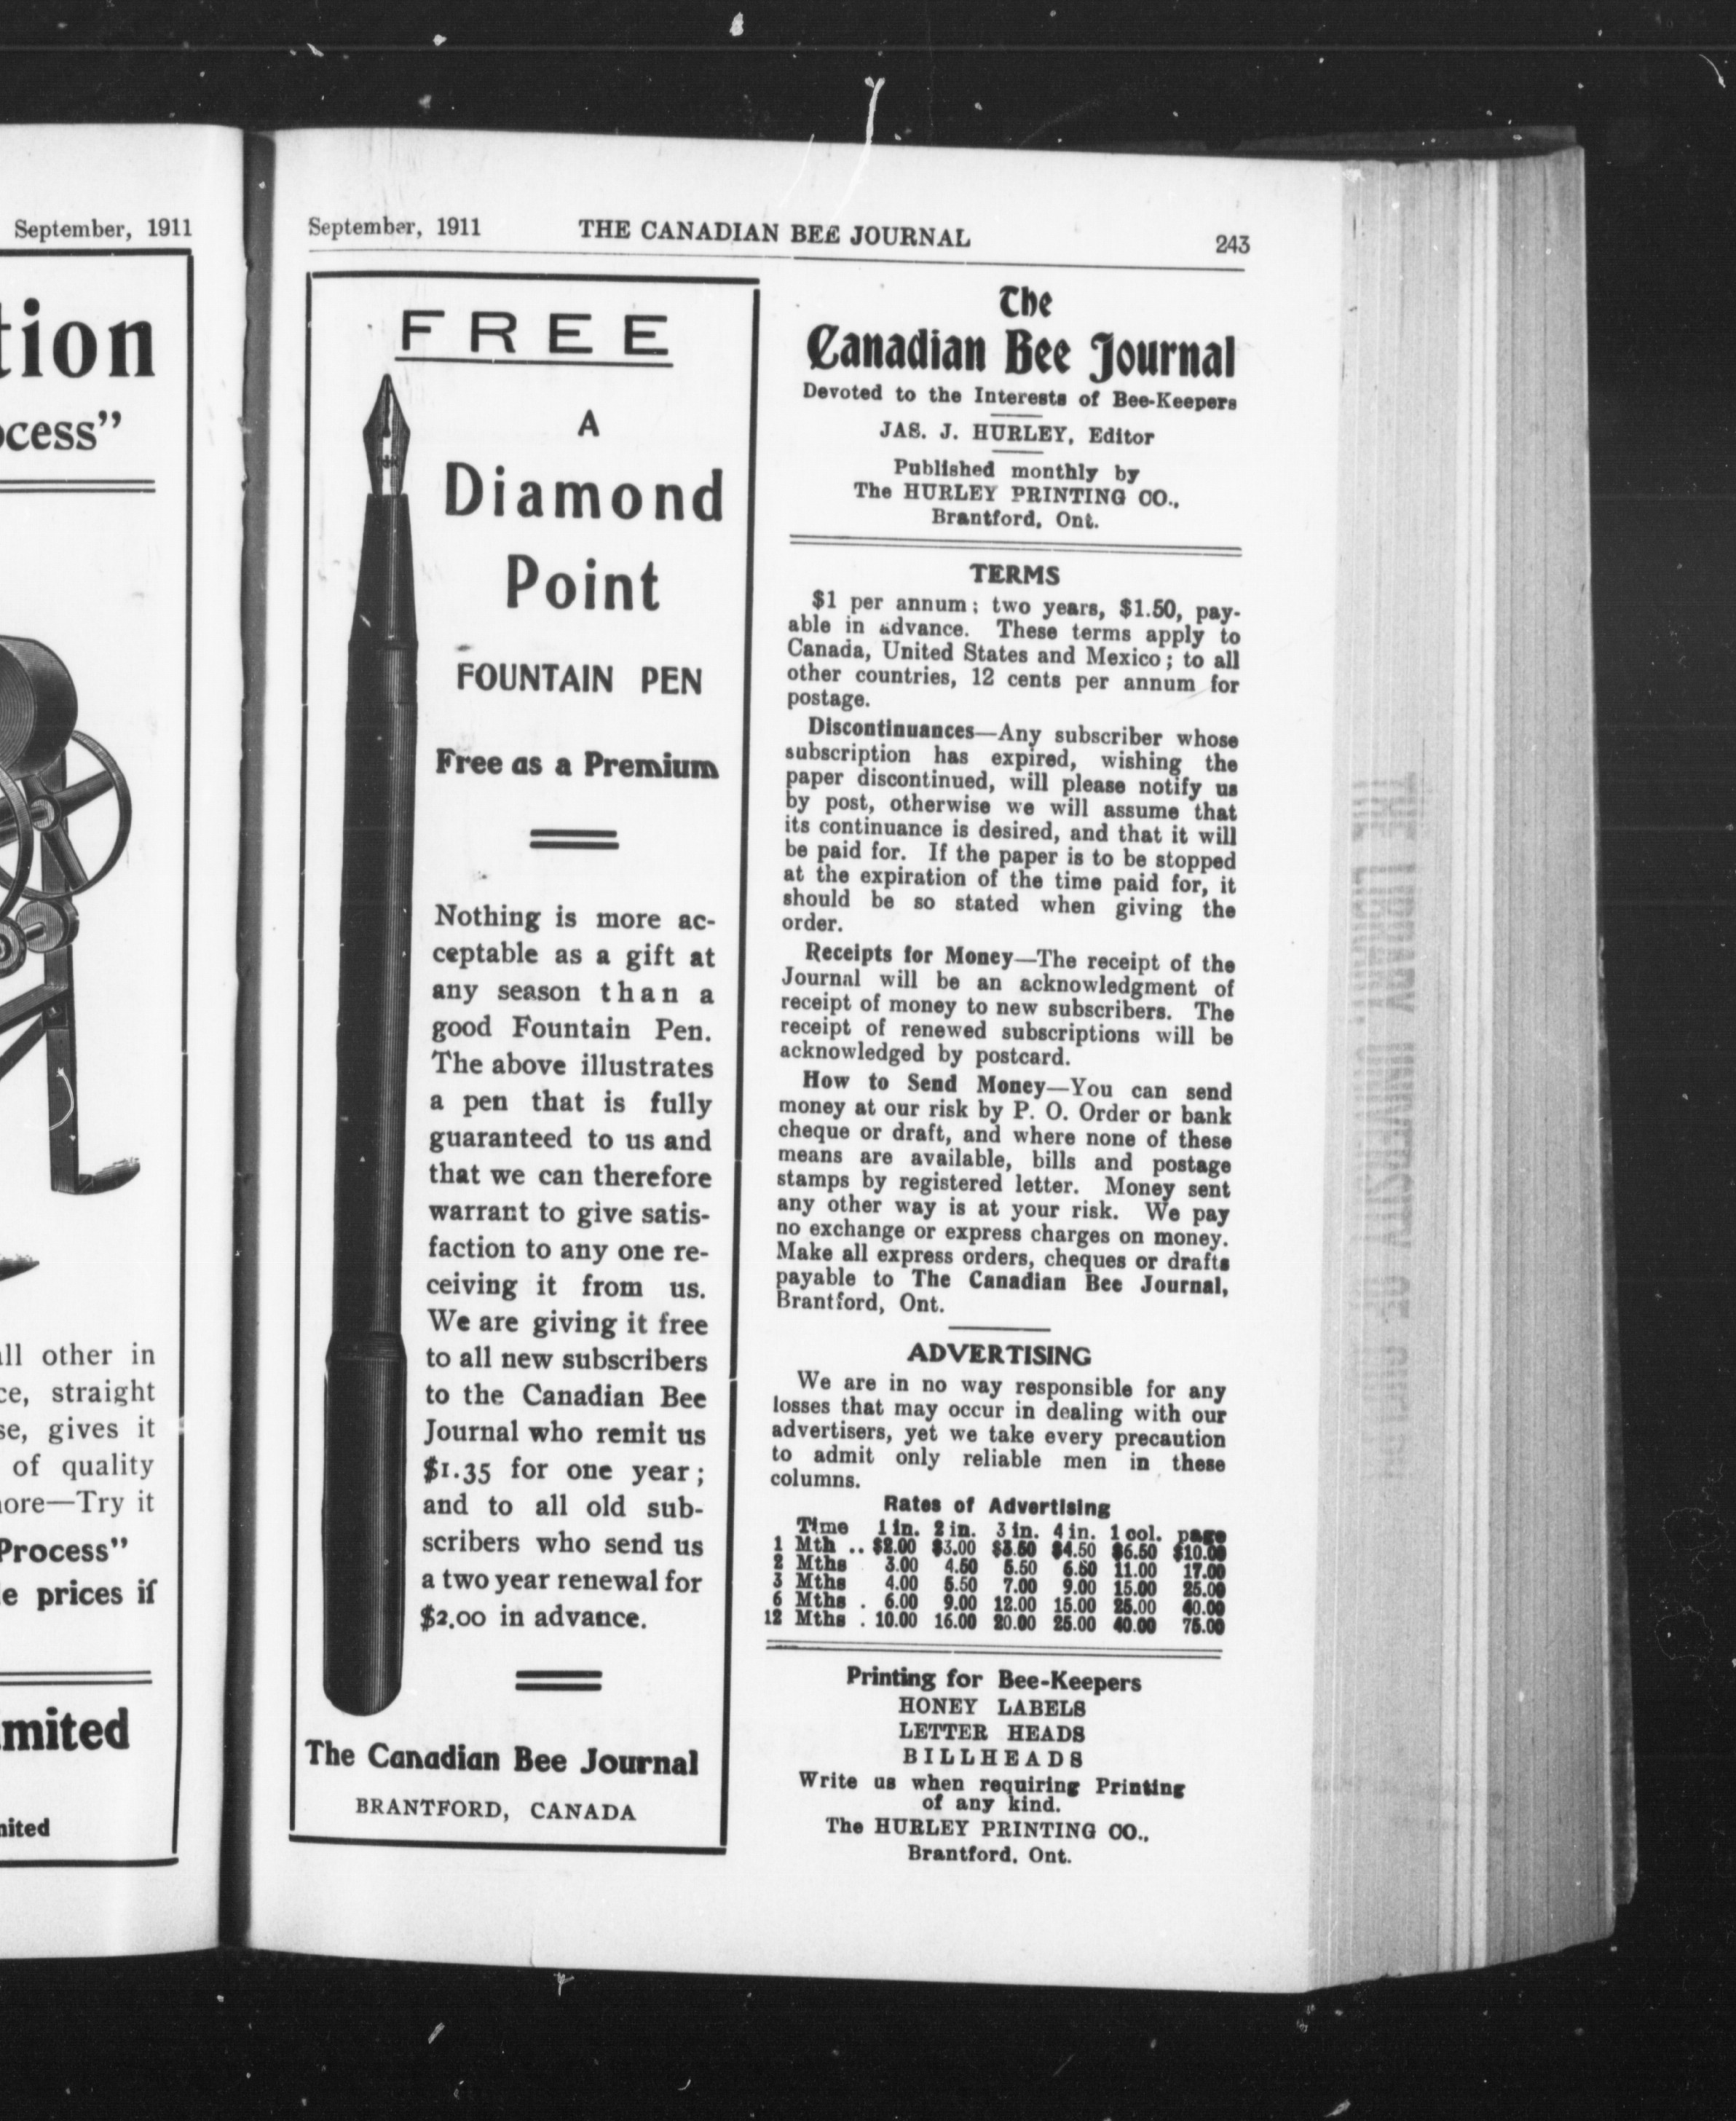 September, 1911
tion
ocess"
all other in
ce, straight
se, gives it
of quality
more—Try it
Process"
e prices if
mited
mited
September, 1911 THE CANADIAN BEE JOURNAL 243
FREE
A
Diamond
Point
FOUNTAIN PEN
Free as a Premium
Nothing is more ac-
ceptable as a gift at
any season than a
good Fountain Pen.
The above illustrates
a pen that is fully
guaranteed to us and
that we can therefore
warrant to give satis-
faction to any one re-
ceiving it from us.
We are giving it free
to all new subscribers
to the Canadian Bee
Journal who remit us
$1.35 for one year;
and to all old sub-
scribers who send us
a two year renewal for
$2.00 in advance.
The Canadian Bee Journal
BRANTFORD, CANADA
The
Canadian Bee Journal
Devoted to the Interests of Bee-Keepers
JAS. J. HURLEY, Editor
Published monthly by
The HURLEY PRINTING CO.,
Brantford, Ont.
TERMS
$1 per annum; two years, $1.50, pay-
able in advance. These terms apply to
Canada, United States and Mexico; to all
other countries, 12 cents per annum for
postage.
Discontinuances—Any subscriber whose
subscription has expired, wishing the
paper discontinued, will please notify us
by post, otherwise we will assume that
its continuance is desired, and that it will
be paid for. If the paper is to be stopped
at the expiration of the time paid for, it
should be so stated when giving the
order.
Receipts for Money—The receipt of the
Journal will be an acknowledgment of
receipt of money to new subscribers. The
receipt of renewed subscriptions will be
acknowledged by postcard.
How to Send Money—You can send
money at our risk by P. O. Order or bank
cheque or draft, and where none of these
means are available, bills and postage
stamps by registered letter. Money sent
any other way is at your risk. We pay
no exchange or express charges on money.
Make all express orders, cheques or drafts
payable to The Canadian Bee Journal,
Brantford, Ont.
ADVERTISING
We are in no way responsible for any
losses that may occur in dealing with our
advertisers, yet we take every precaution
to admit only reliable men in these
columns.
Rates of Advertising
Time 1 in. 2 in. 3 in. 4 in. 1 col. page
1 Mth .. $2.00 $3.00 $3.50 $4.50 $6.50 $10.00
2 Mths 3.00 4.50 5.50 6.50 11.00 17.00
3 Mths 4.00 5.50 7.00 9.00 15.00 25.00
6 Mths . 6.00 9.00 12.00 15.00 25.00 40.00
12 Mths . 10.00 16.00 20.00 25.00 40.00 75.00
Printing for Bee-Keepers
HONEY LABELS
LETTER HEADS
BILLHEADS
Write us when requiring Printing
of any kind.
The HURLEY PRINTING CO.,
Brantford, Ont.